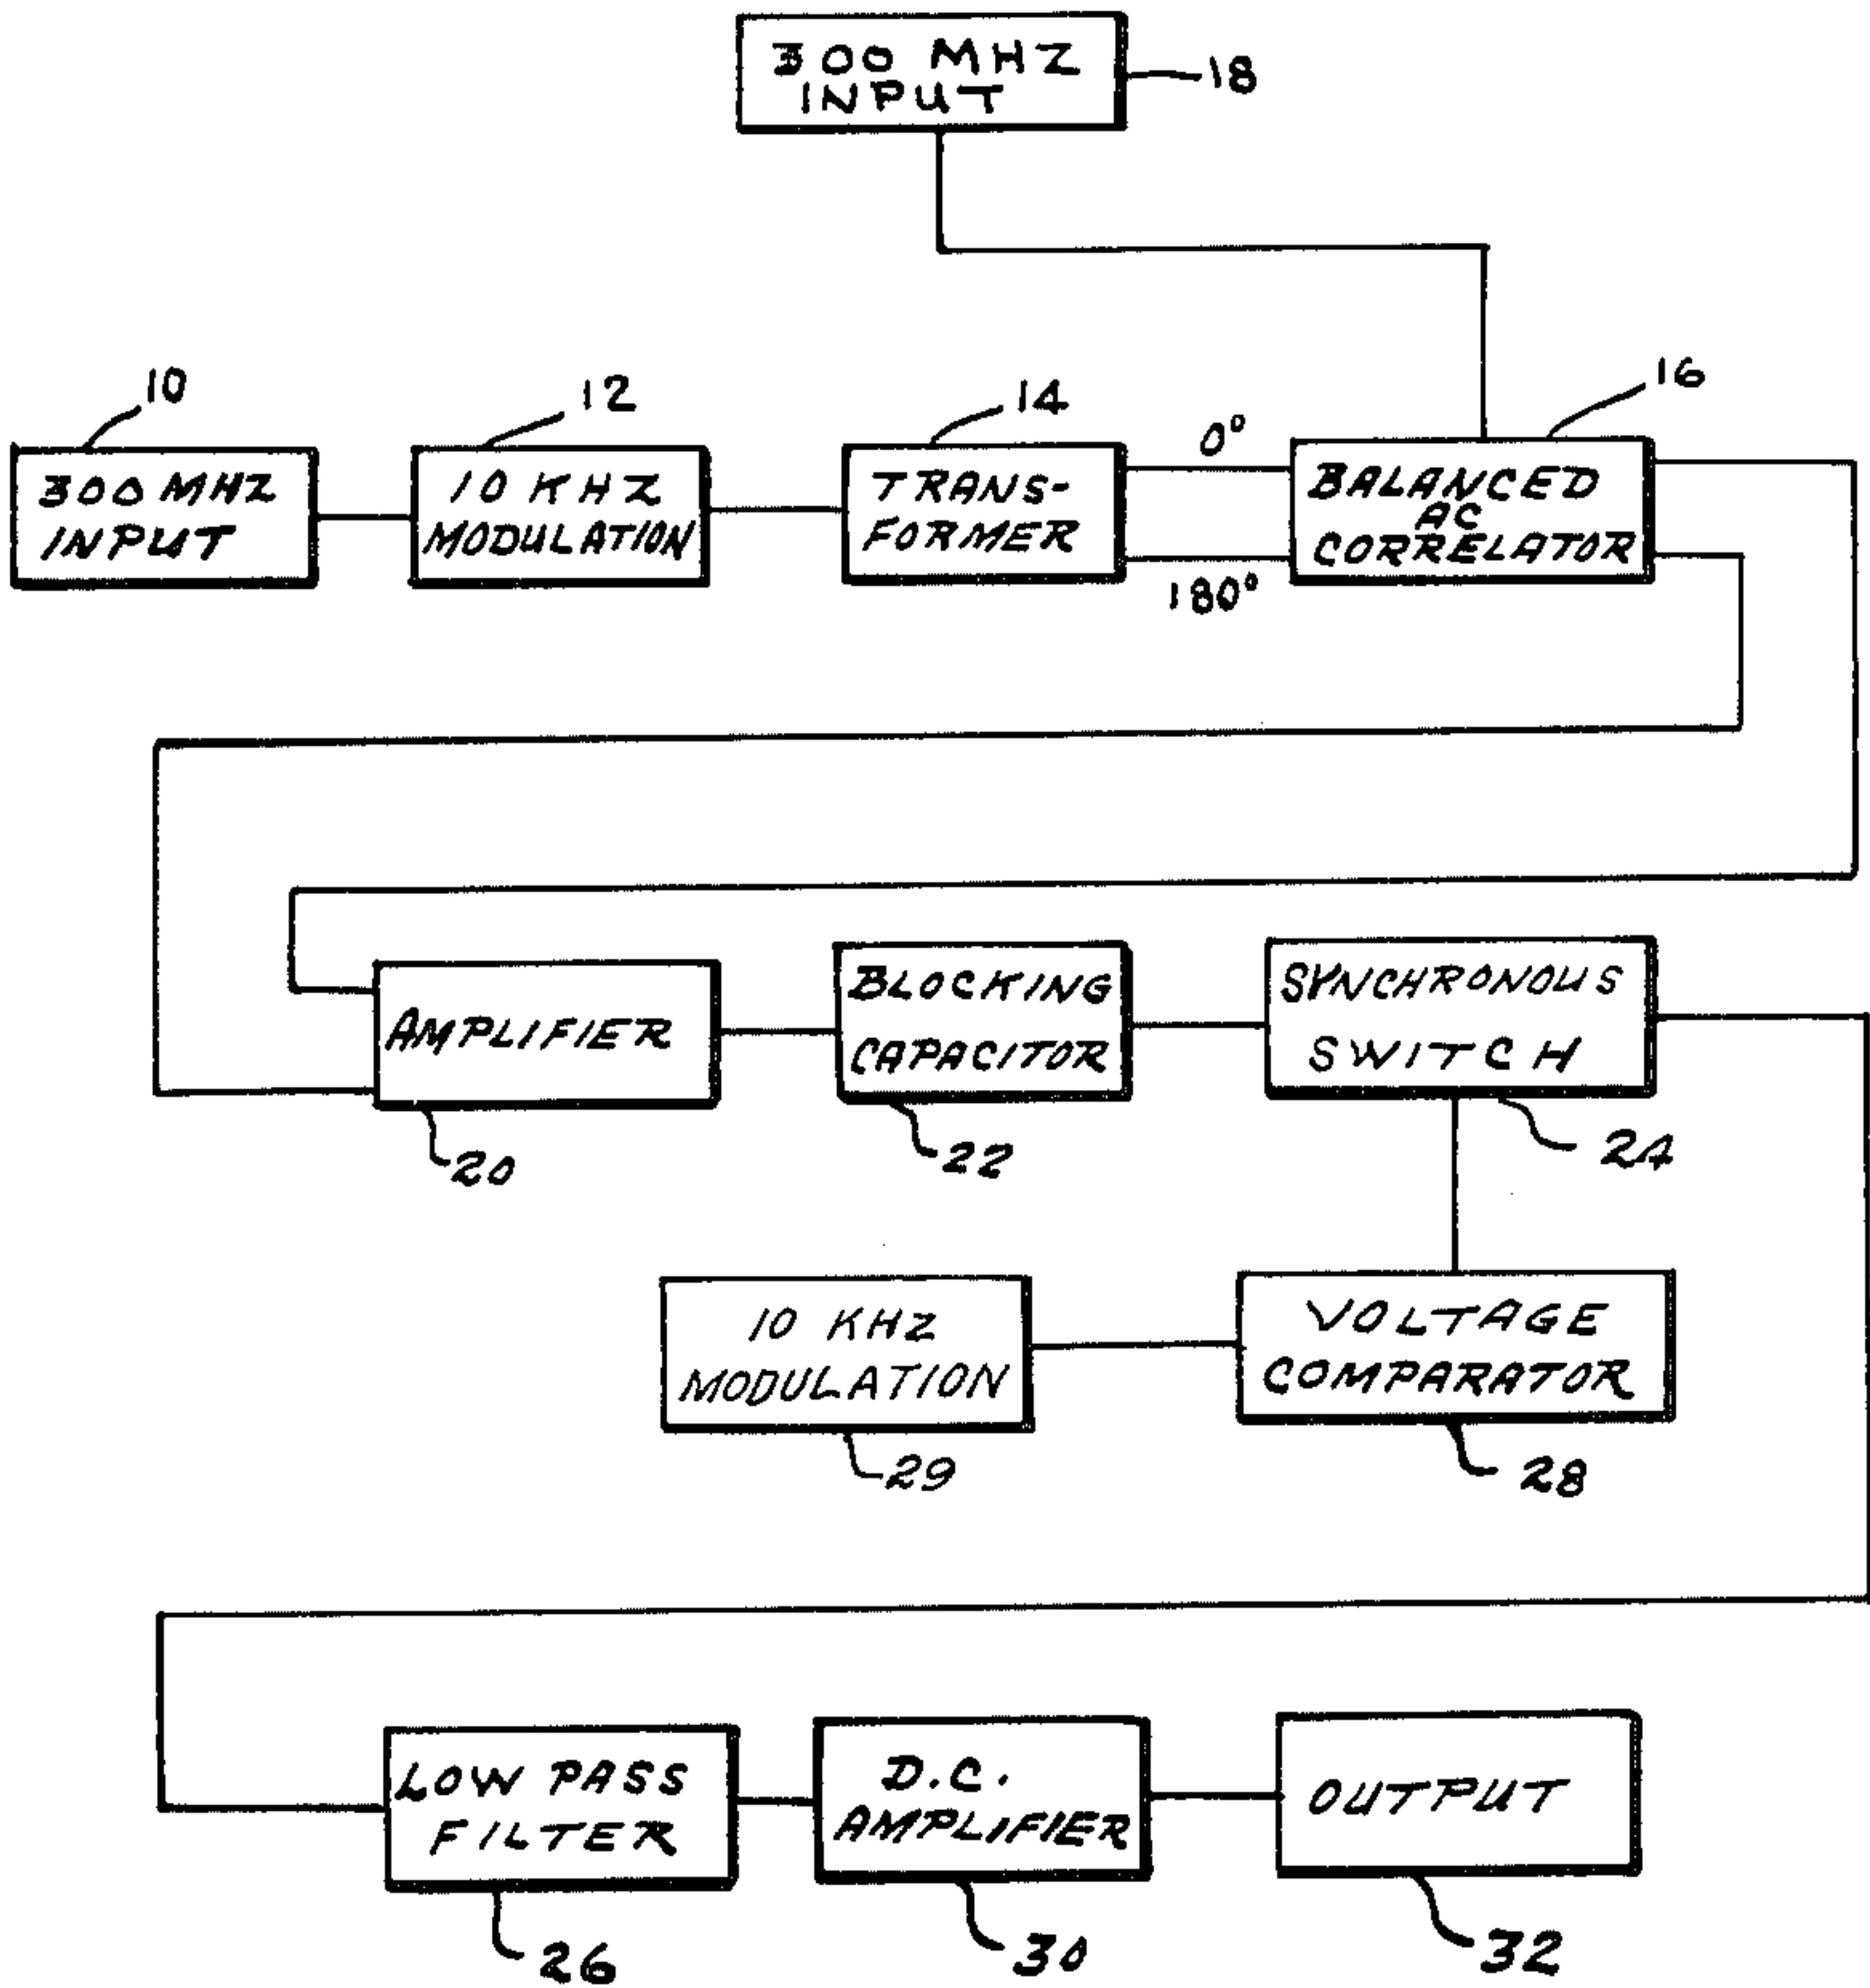 300 MHZ
INPUT
18
10
12
14
16
0°
300 MHZ
INPUT
10 KHZ
MODULATION
TRANS-
FORMER
BALANCED
AC
CORRELATOR
180°
AMPLIFIER
BLOCKING
CAPACITOR
SYNCHRONOUS
SWITCH
20
22
24
10 KHZ
MODULATION
VOLTAGE
COMPARATOR
29
28
LOW PASS
FILTER
D.C.
AMPLIFIER
OUTPUT
26
30
32